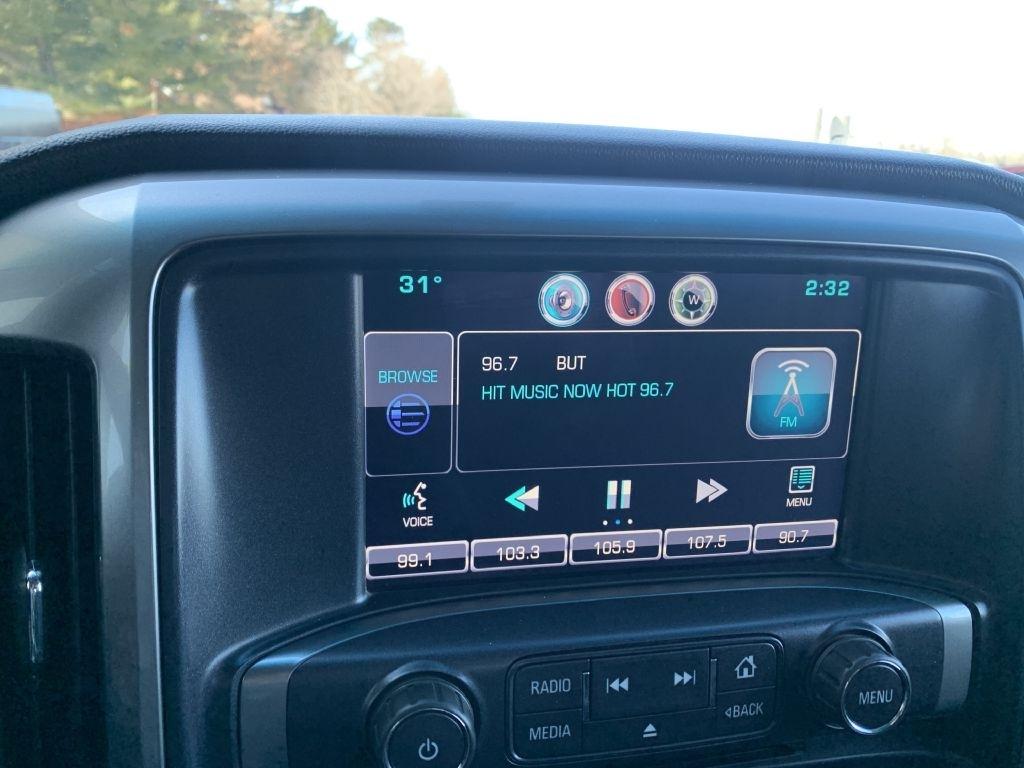 31° W 2:32
BROWSE
96.7 BUT
HIT MUSIC NOW HOT 96.7
FM
VOICE
MENU
99.1 103.3 105.9 107.5 90.7
RADIO
MEDIA
BACK
MENU